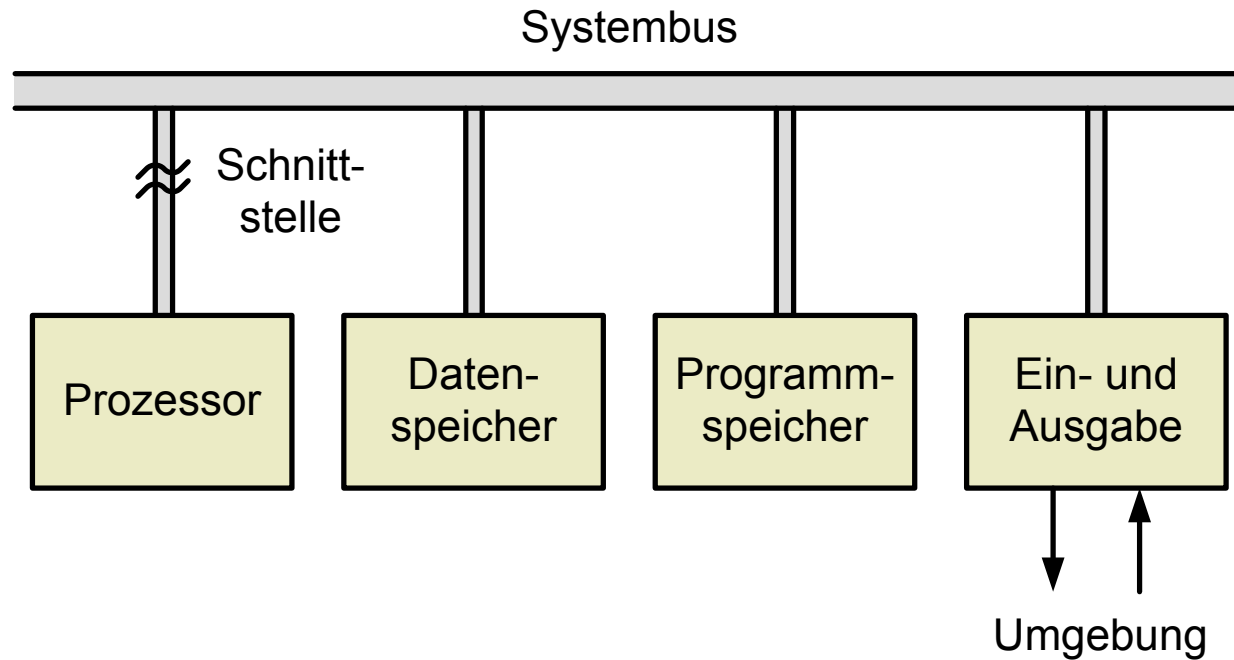 Systembus
Schnitt-
stelle
Prozessor
Daten-
speicher
Programm-
speicher
Ein- und
Ausgabe
Umgebung